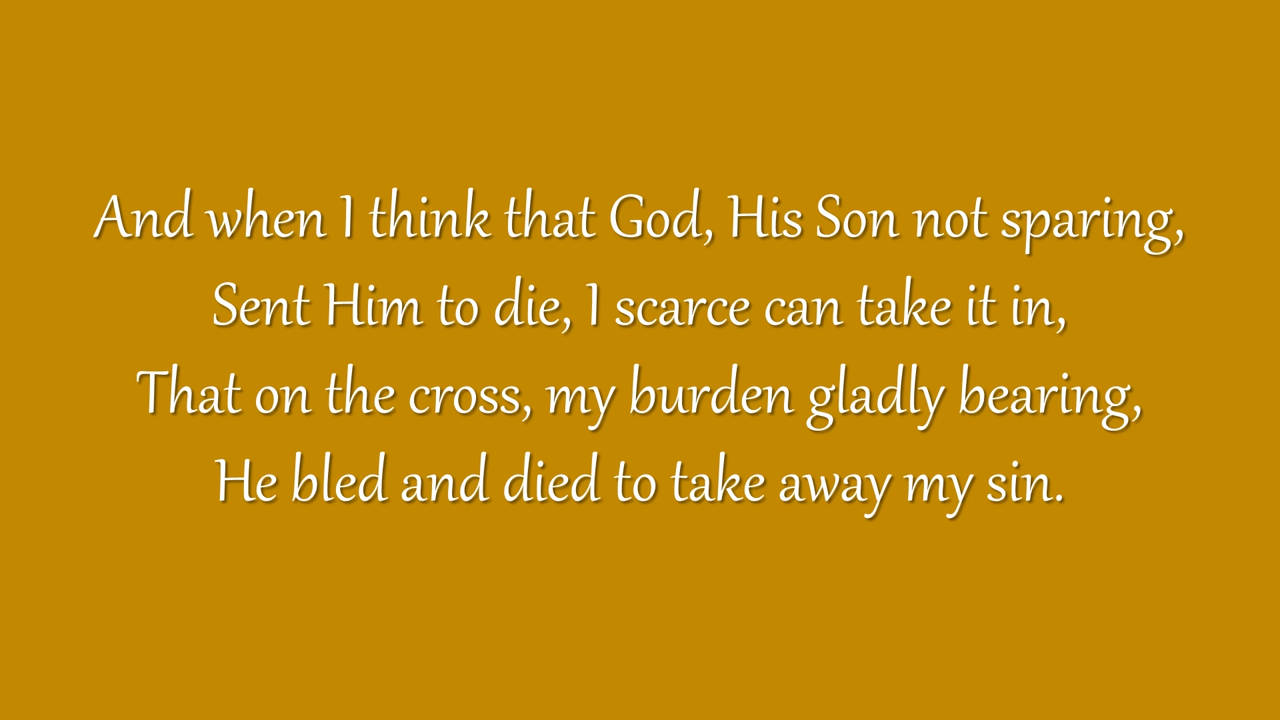 And when I think that God, His Son not sparing,
Sent Him to die, I scarce can take it in,
That on the cross, my burden gladly bearing,
He bled and died to take away my sin.